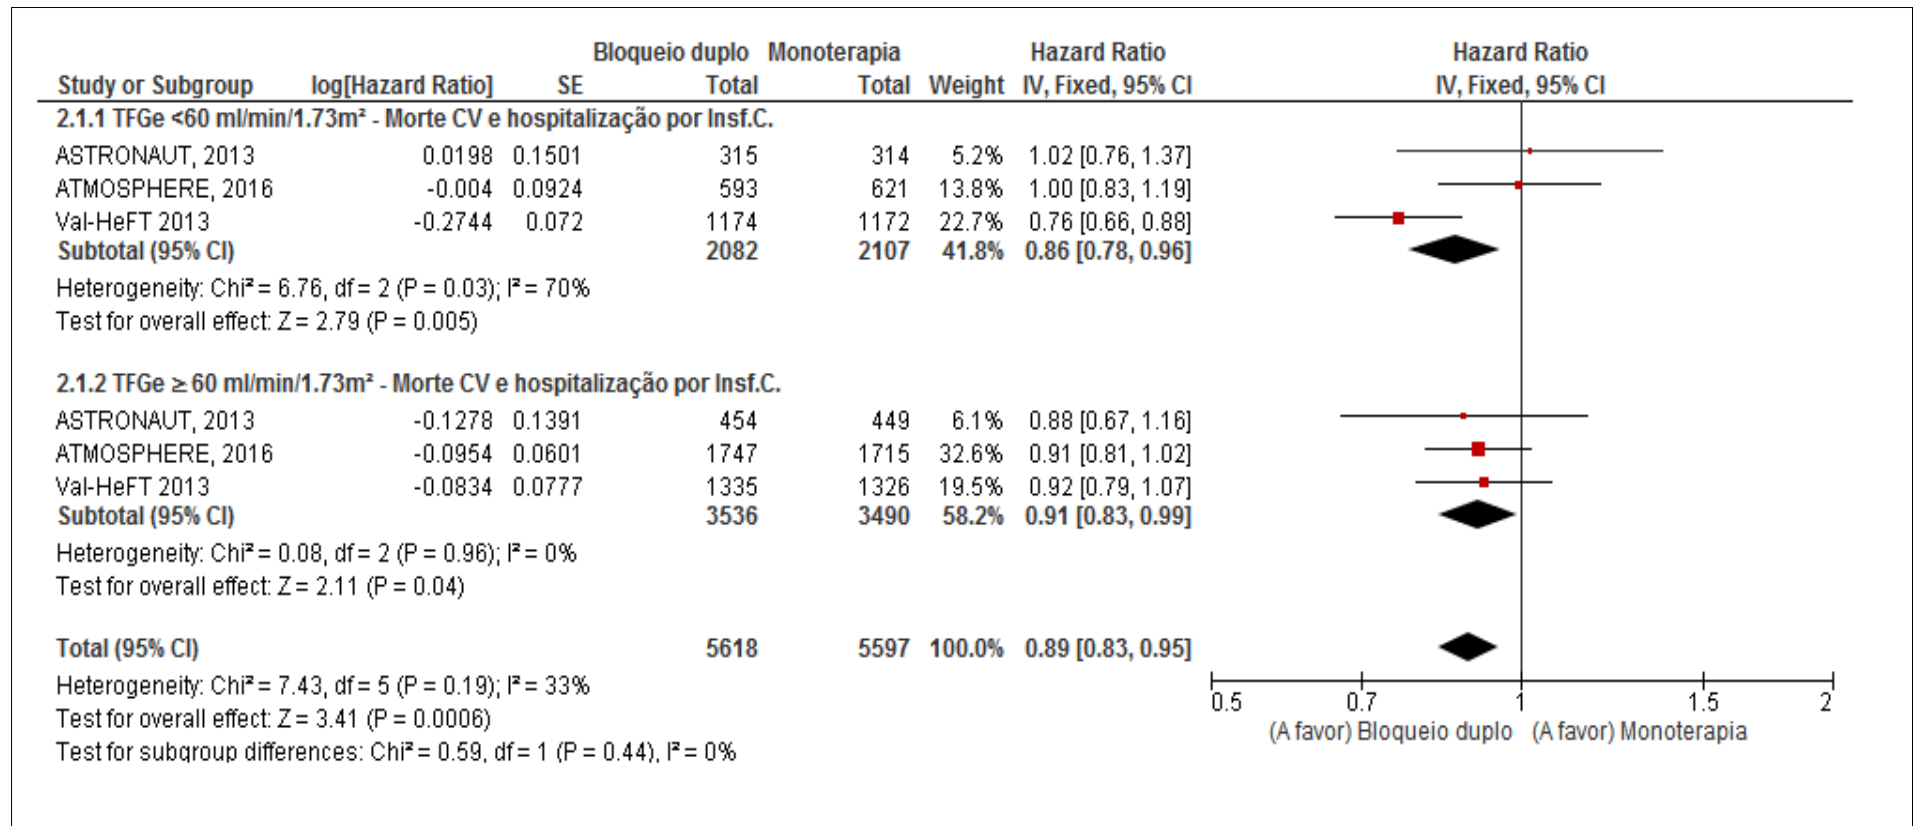 Bloqueio duplo Monoterapia Hazard Ratio Hazard Ratio
Study or Subgroup log[Hazard Ratio] SE Total Total Weight IV, Fixed, 95% CI IV, Fixed, 95% CI
2.1.1 TFGe <60 ml/min/1.73m² - Morte CV e hospitalização por Insf.C.
ASTRONAUT, 2013 0.0198 0.1501 315 314 5.2% 1.02 [0.76, 1.37]
ATMOSPHERE, 2016 -0.004 0.0924 593 621 13.8% 1.00 [0.83, 1.19]
Val-HeFT 2013 -0.2744 0.072 1174 1172 22.7% 0.76 [0.66, 0.88]
Subtotal (95% CI) 2082 2107 41.8% 0.86 [0.78, 0.96]
Heterogeneity: Chi² = 6.76, df = 2 (P = 0.03); I² = 70%
Test for overall effect: Z = 2.79 (P = 0.005)
2.1.2 TFGe ≥ 60 ml/min/1.73m² - Morte CV e hospitalização por Insf.C.
ASTRONAUT, 2013 -0.1278 0.1391 454 449 6.1% 0.88 [0.67, 1.16]
ATMOSPHERE, 2016 -0.0954 0.0601 1747 1715 32.6% 0.91 [0.81, 1.02]
Val-HeFT 2013 -0.0834 0.0777 1335 1326 19.5% 0.92 [0.79, 1.07]
Subtotal (95% CI) 3536 3490 58.2% 0.91 [0.83, 0.99]
Heterogeneity: Chi² = 0.08, df = 2 (P = 0.96); I² = 0%
Test for overall effect: Z = 2.11 (P = 0.04)
Total (95% CI) 5618 5597 100.0% 0.89 [0.83, 0.95]
Heterogeneity: Chi² = 7.43, df = 5 (P = 0.19); I² = 33%
Test for overall effect: Z = 3.41 (P = 0.0006)
Test for subgroup differences: Chi² = 0.59, df = 1 (P = 0.44), I² = 0%
0.5 0.7 1 1.5 2
(A favor) Bloqueio duplo (A favor) Monoterapia